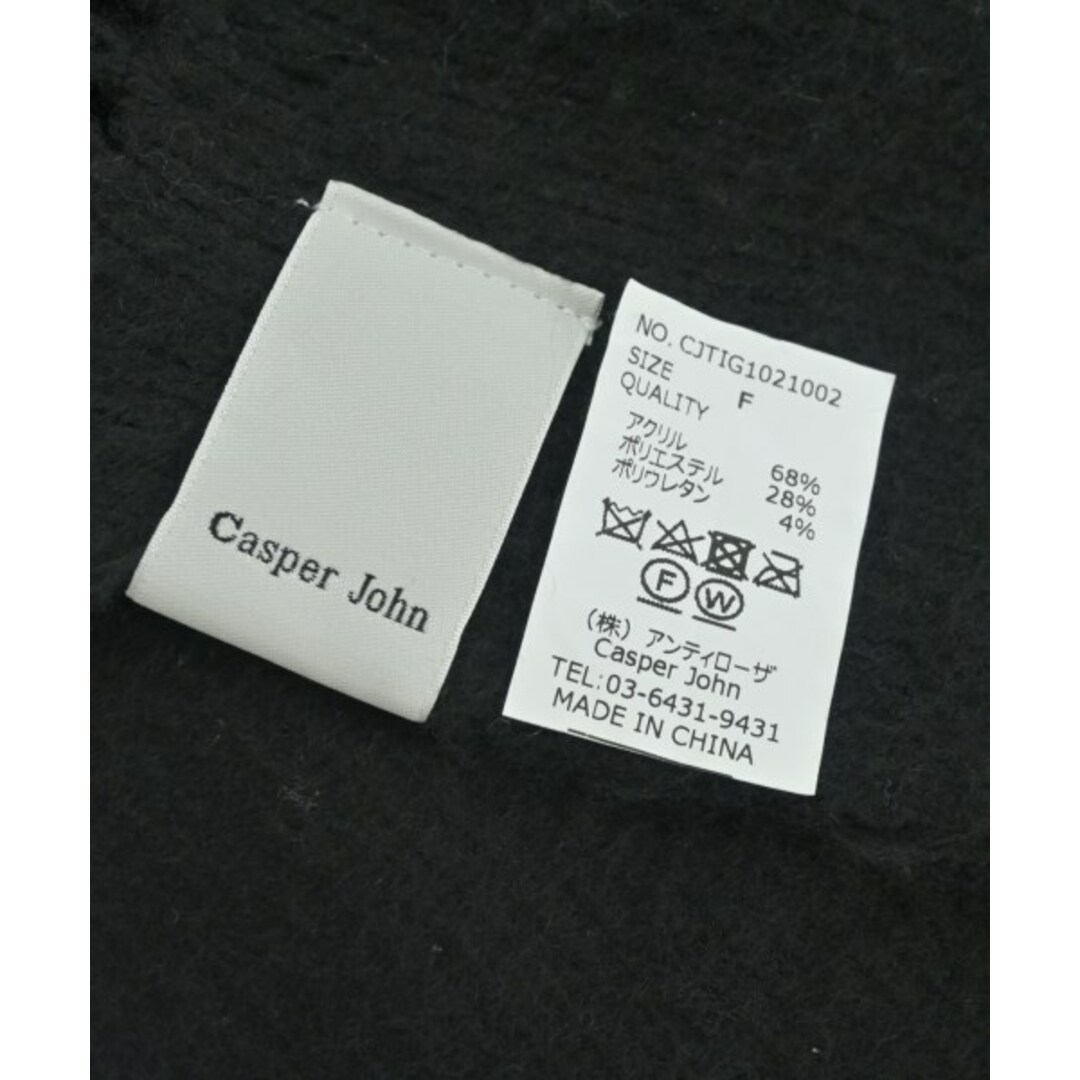 Casper John
NO. CJTIG1021002
SIZE F
QUALITY
アクリル 68%
ポリエステル 28%
ポリウレタン 4%
F W
(株) アンティローザ
Casper John
TEL:03-6431-9431
MADE IN CHINA